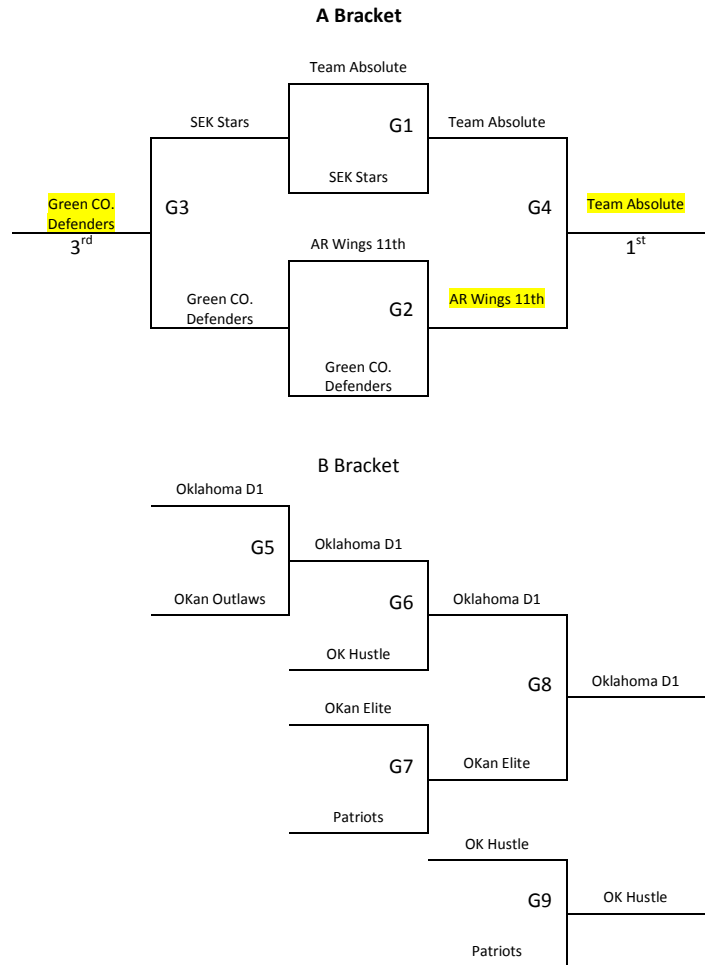 A Bracket
Team Absolute
SEK Stars
G1
Team Absolute
SEK Stars
Green CO.
Defenders
3rd
G3
G4
Team Absolute
1st
AR Wings 11th
Green CO.
Defenders
G2
AR Wings 11th
Green CO.
Defenders
B Bracket
Oklahoma D1
G5
Oklahoma D1
OKan Outlaws
G6
Oklahoma D1
OK Hustle
G8
Oklahoma D1
OKan Elite
G7
OKan Elite
Patriots
OK Hustle
G9
OK Hustle
Patriots